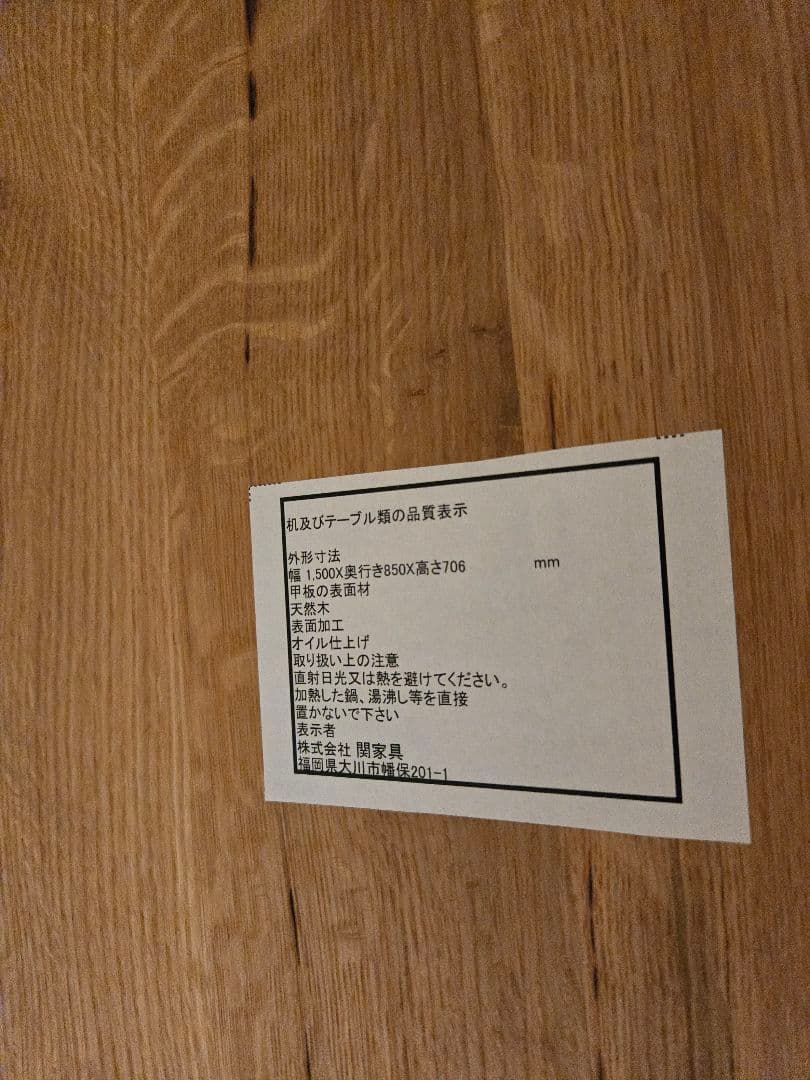 机及びテーブル類の品質表示
外形寸法
幅 1,500X奥行き850X高さ706 mm
甲板の表面材
天然木
表面加工
オイル仕上げ
取り扱い上の注意
直射日光又は熱を避けてください。
加熱した鍋、湯沸し等を直接
置かないで下さい
表示者
株式会社 関家具
福岡県大川市幡保201-1